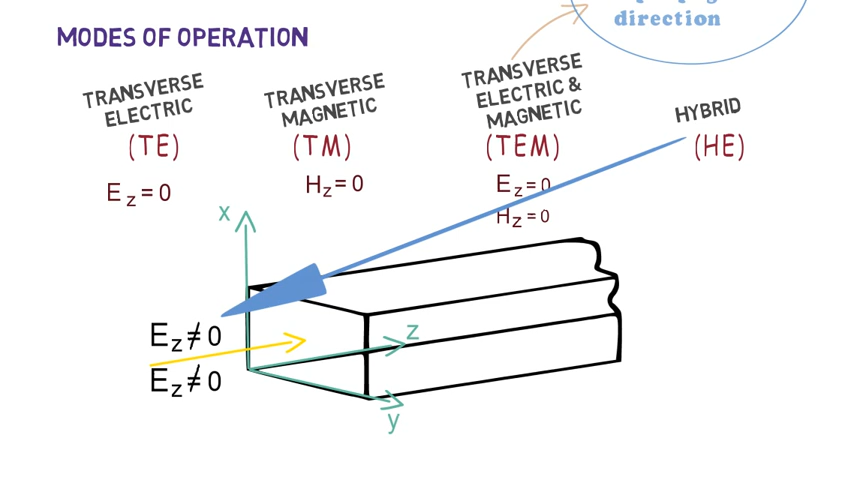 direction
MODES OF OPERATION
TRANSVERSE
ELECTRIC
(TE)
E z = 0
TRANSVERSE
MAGNETIC
(TM)
Hz = 0
TRANSVERSE
ELECTRIC &
MAGNETIC
(TEM)
Ez = 0
Hz = 0
HYBRID
(HE)
x
Ez ≠ 0
Ez ≠ 0
z
y